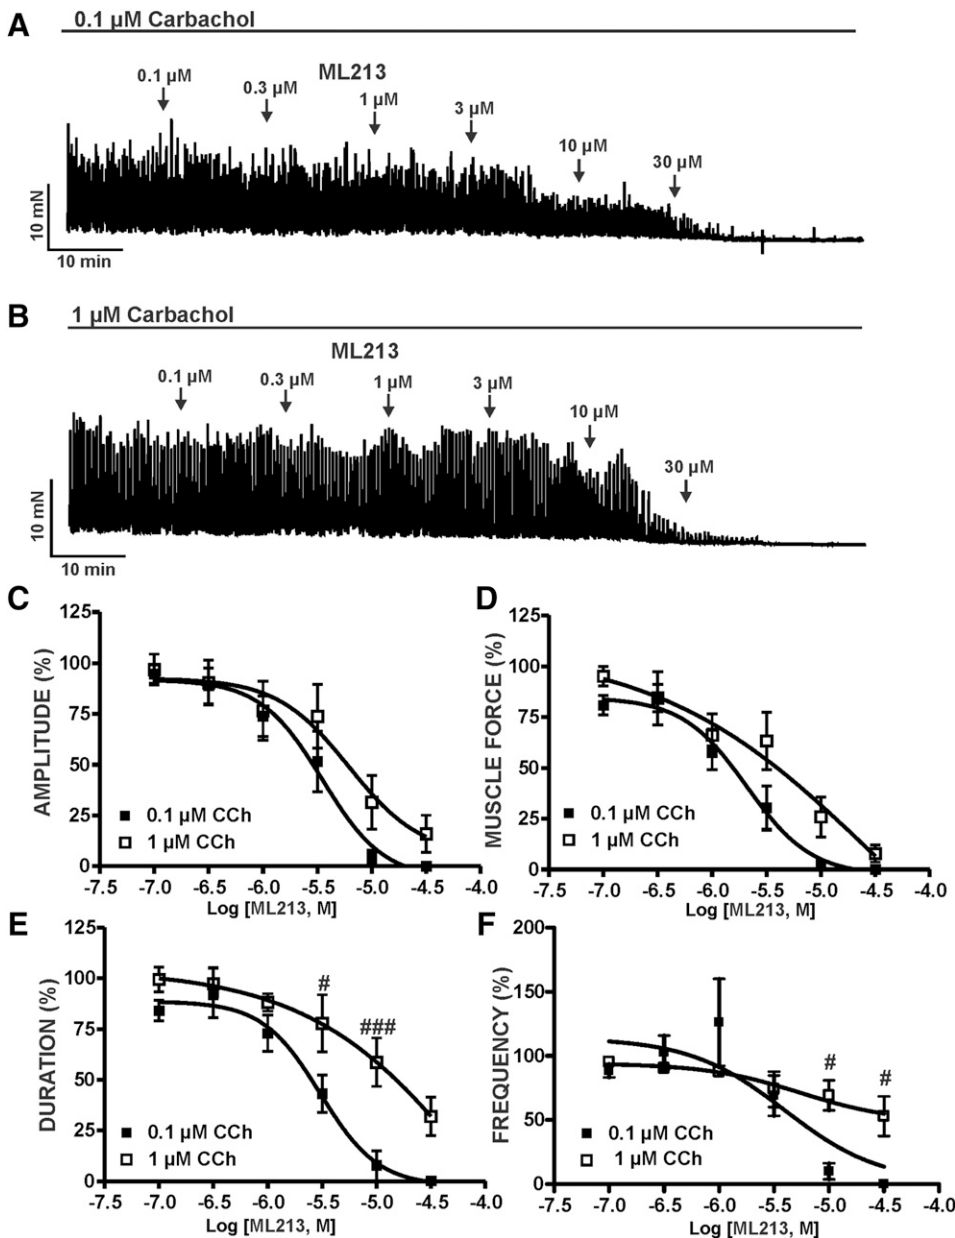 A
0.1 µM Carbachol
ML213
0.1 µM
0.3 µM
1 µM
3 µM
10 µM
30 µM
10 mN
10 min
B
1 µM Carbachol
ML213
0.1 µM
0.3 µM
1 µM
3 µM
10 µM
30 µM
10 mN
10 min
C
AMPLITUDE (%)
125
100
75
50
25
0
0.1 µM CCh
1 µM CCh
-7.5 -7.0 -6.5 -6.0 -5.5 -5.0 -4.5 -4.0
Log [ML213, M]
D
MUSCLE FORCE (%)
125
100
75
50
25
0
0.1 µM CCh
1 µM CCh
-7.5 -7.0 -6.5 -6.0 -5.5 -5.0 -4.5 -4.0
Log [ML213, M]
E
DURATION (%)
125
100
75
50
25
0
#
###
0.1 µM CCh
1 µM CCh
-7.5 -7.0 -6.5 -6.0 -5.5 -5.0 -4.5 -4.0
Log [ML213, M]
F
FREQUENCY (%)
200
150
100
50
0
# #
0.1 µM CCh
1 µM CCh
-7.5 -7.0 -6.5 -6.0 -5.5 -5.0 -4.5 -4.0
Log [ML213, M]